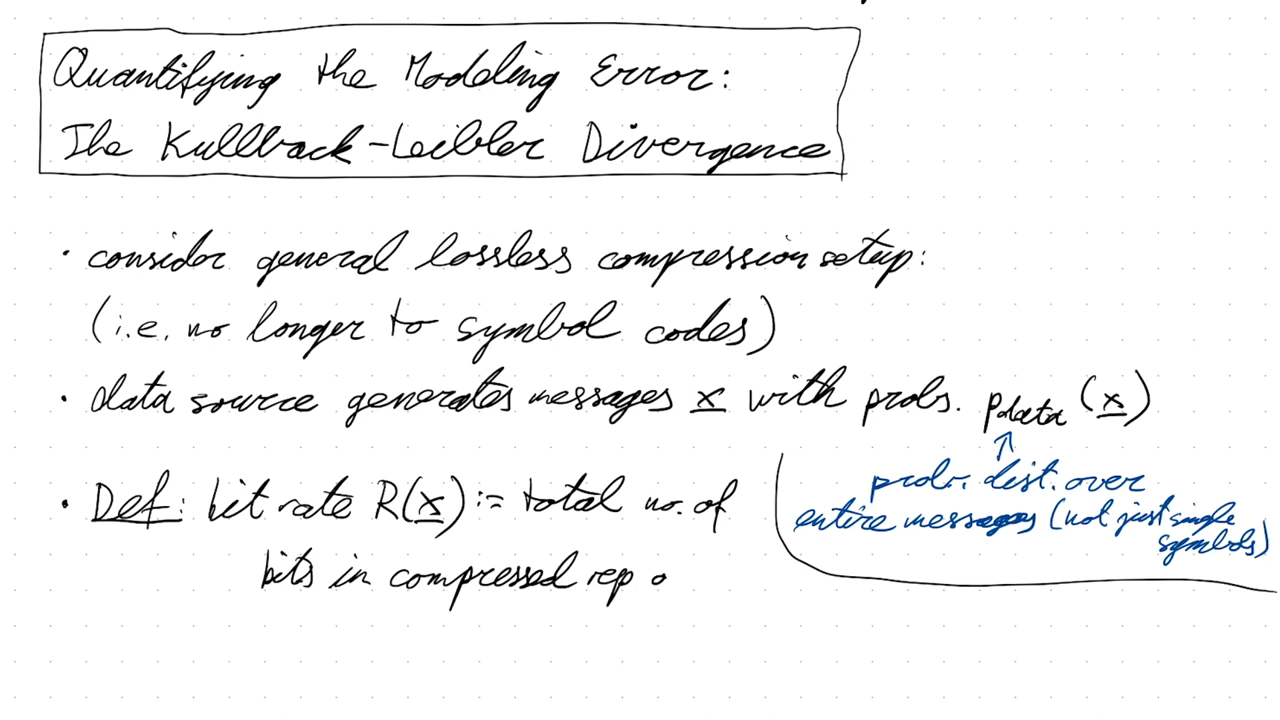 Quantifying the Modeling Error:
The Kullback-Leibler Divergence
• consider general lossless compression setup:
(i.e. no longer to symbol codes)
• data source generates messages x with probs. pdata (x)
↑
prob. dist. over
entire messages (not just single
symbols)
• Def: bit rate R(x) := total no. of
bits in compressed rep o